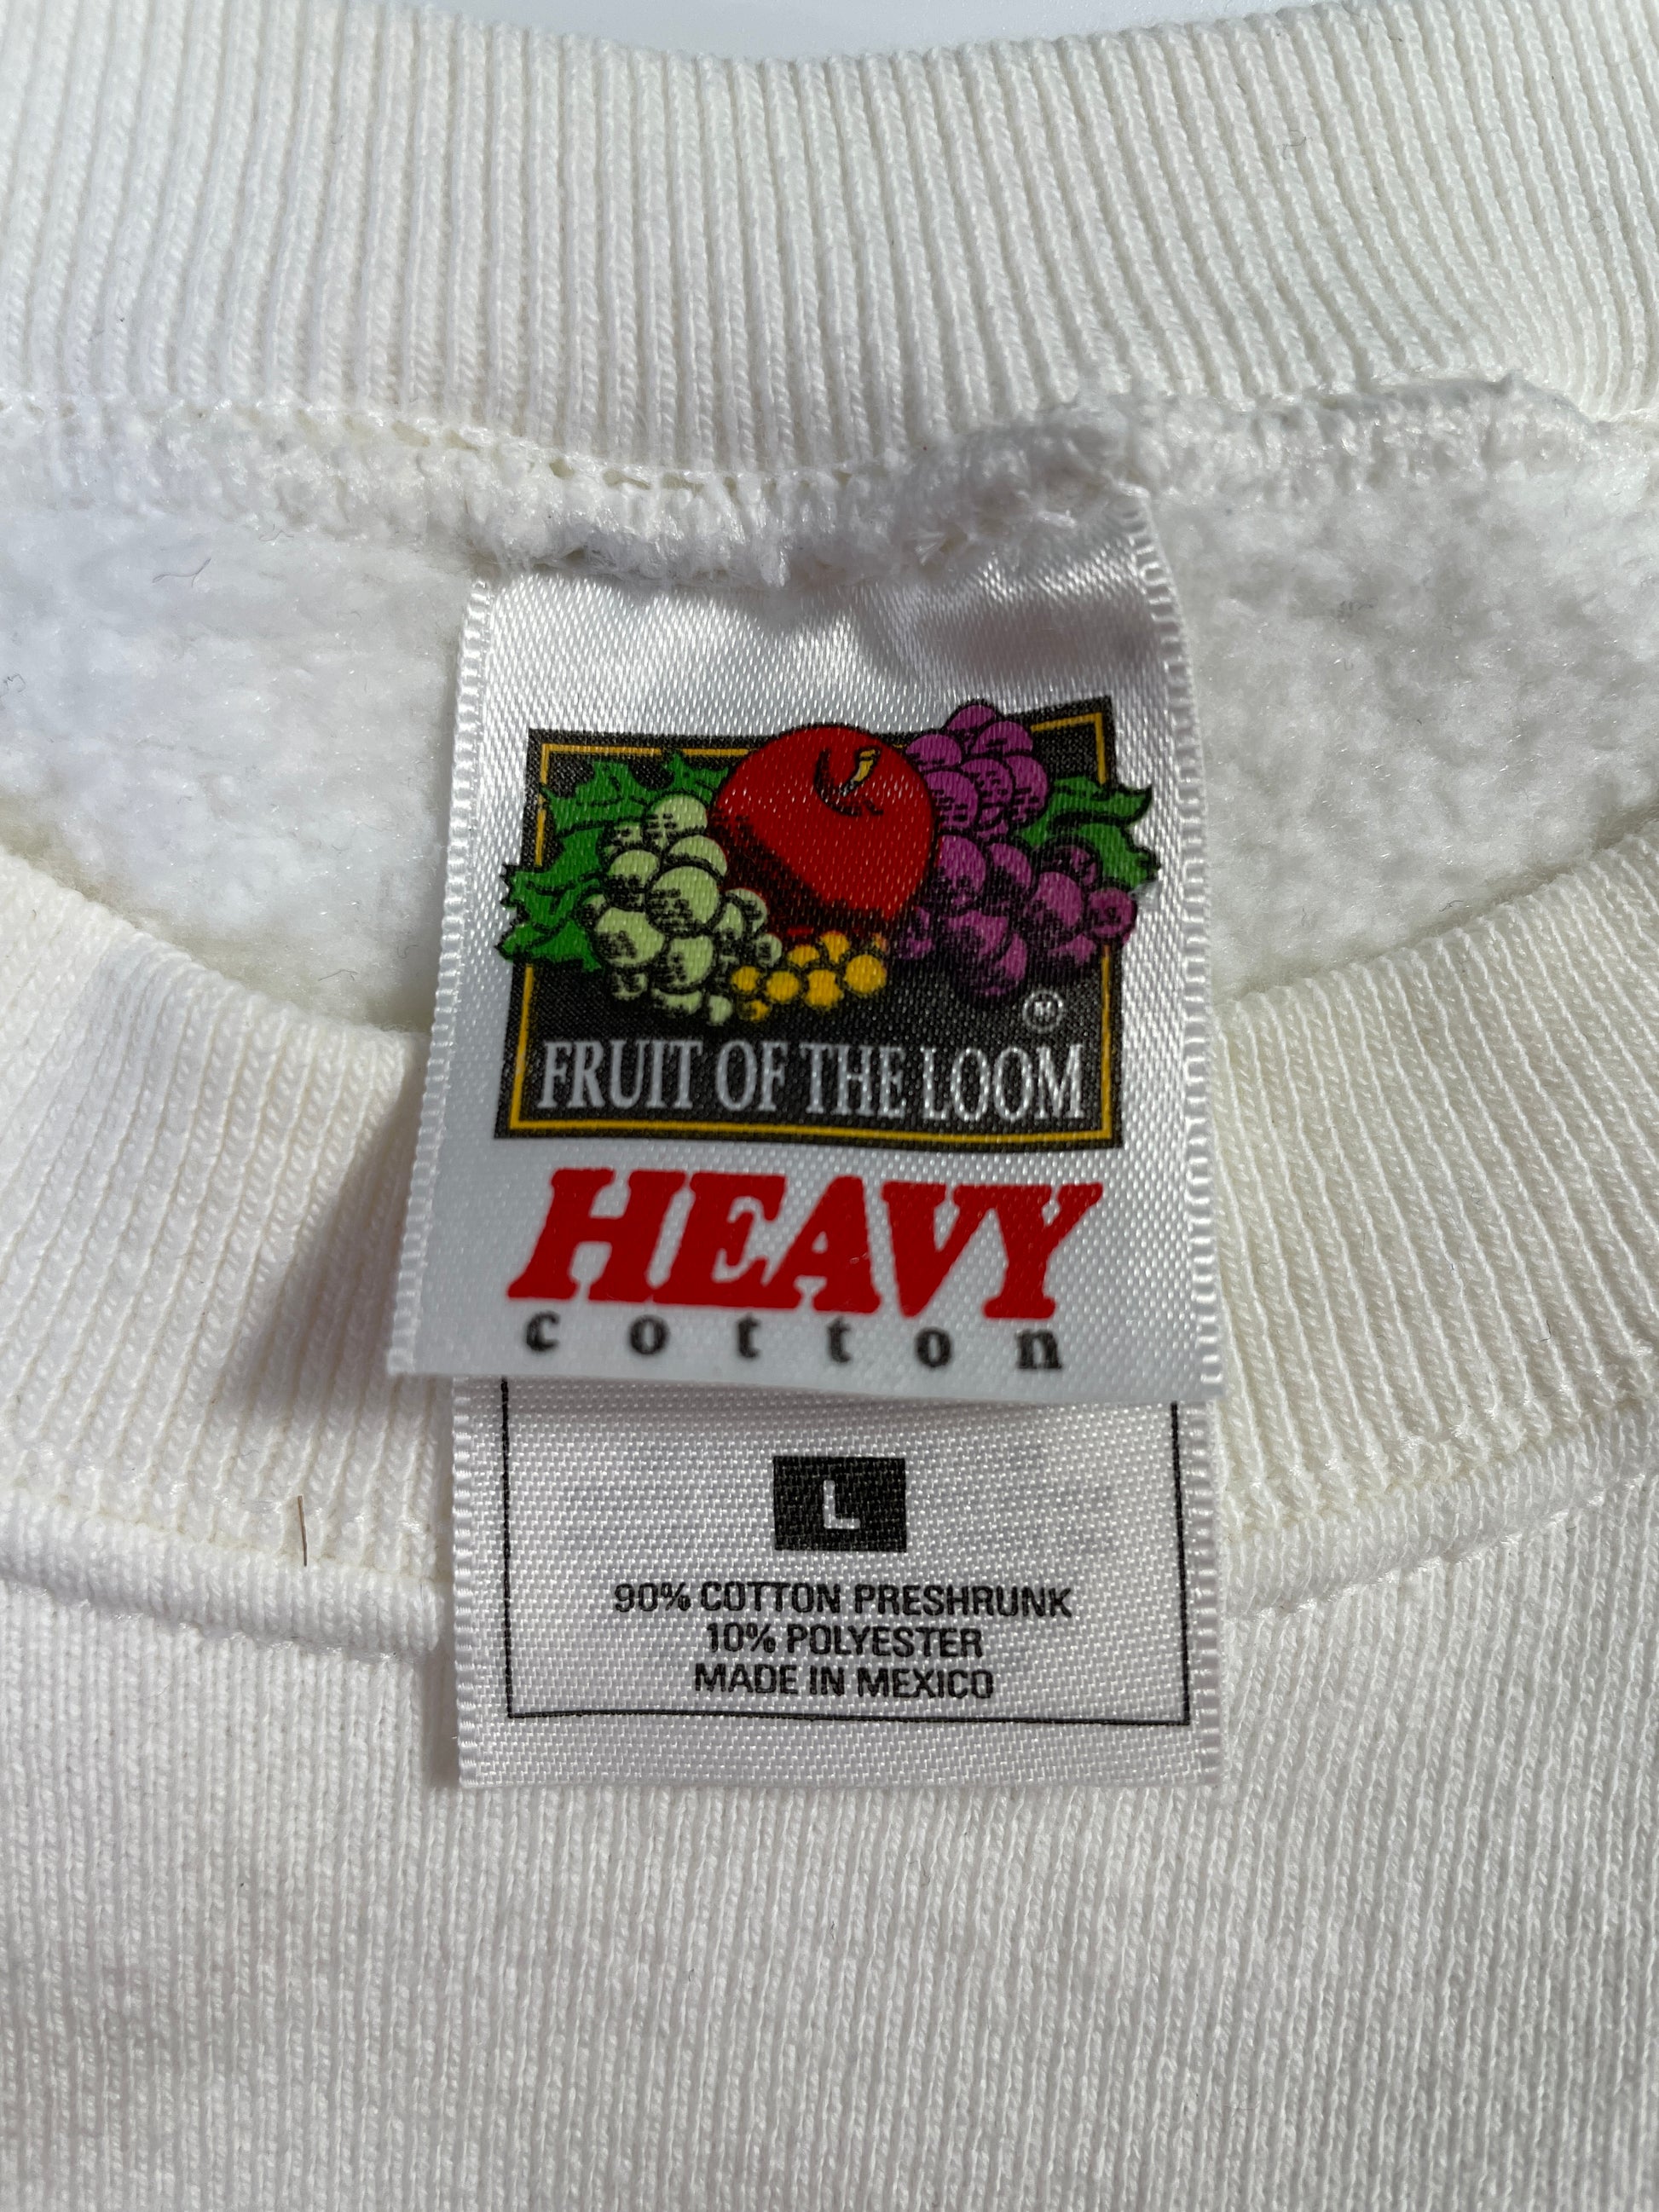 FRUIT OF THE LOOM
HEAVY
cotton
L
90% COTTON PRESHRUNK
10% POLYESTER
MADE IN MEXICO